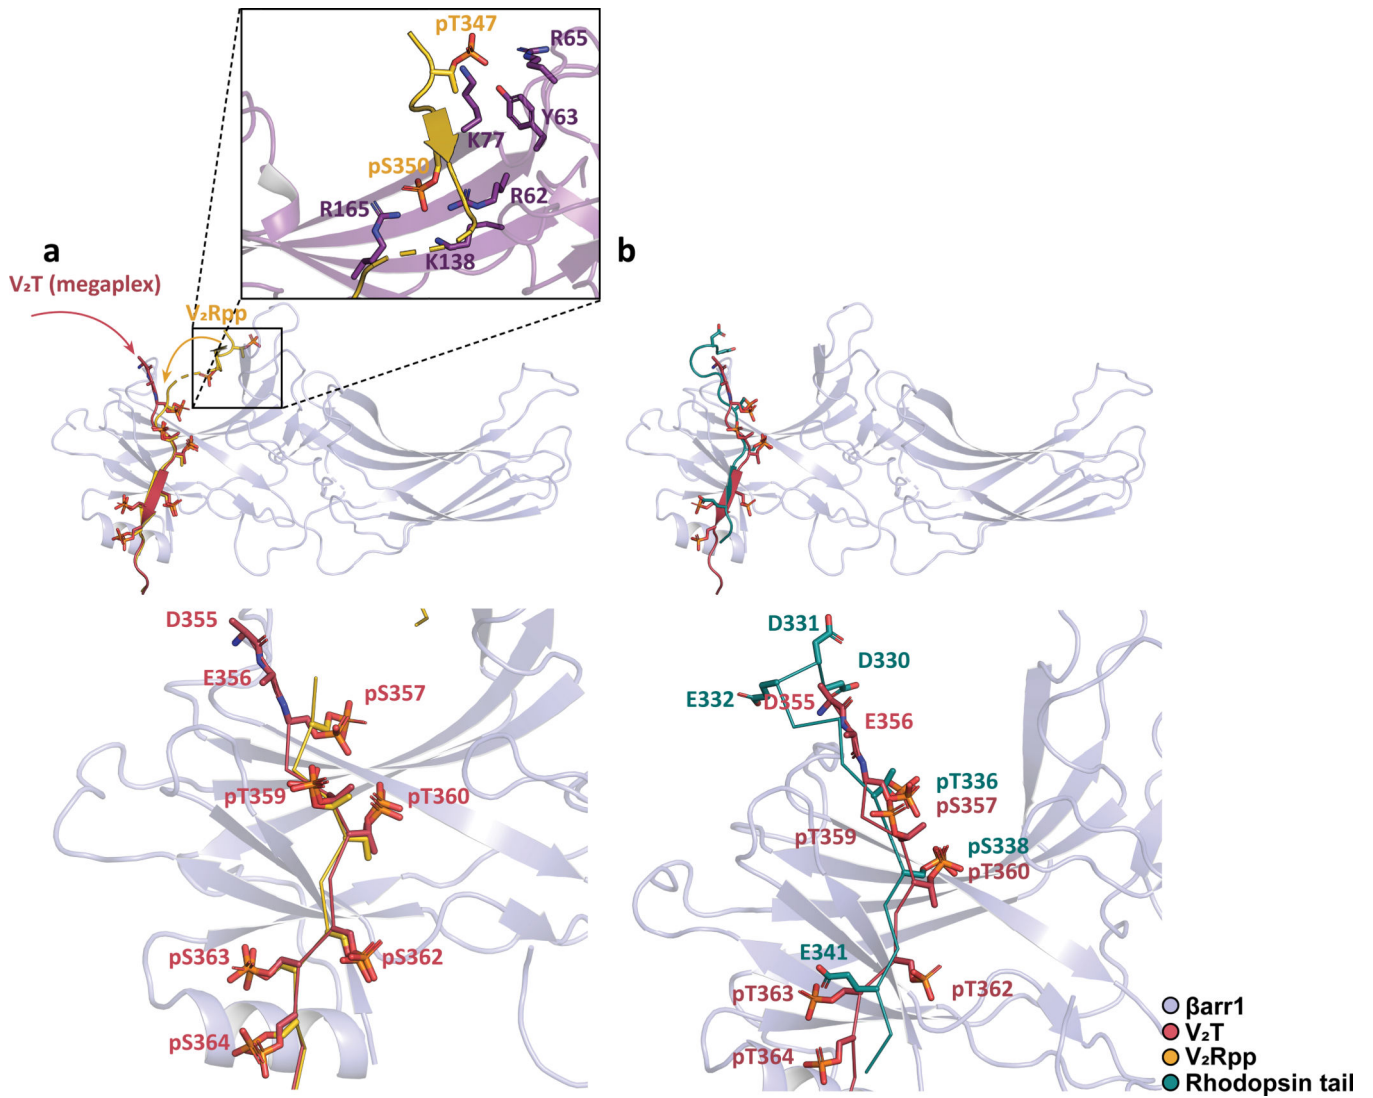 pT347
R65
Y63
K77
pS350
R62
R165
K138
a
b
V₂T (megaplex)
V₂Rpp
D355
E356
pS357
pT359
pT360
pS363
pS362
pS364
D331
D330
E332
D355
E356
pT336
pS357
pT359
pS338
pT360
E341
pT363
pT362
pT364
βarr1
V₂T
V₂Rpp
Rhodopsin tail